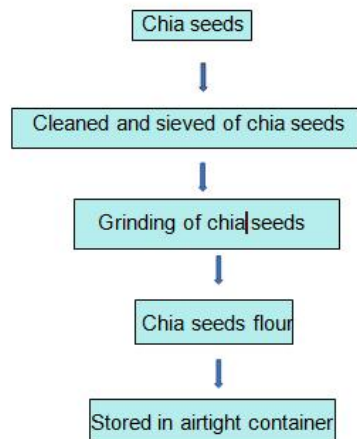 Chia seeds
Cleaned and sieved of chia seeds
Grinding of chia seeds
Chia seeds flour
Stored in airtight container